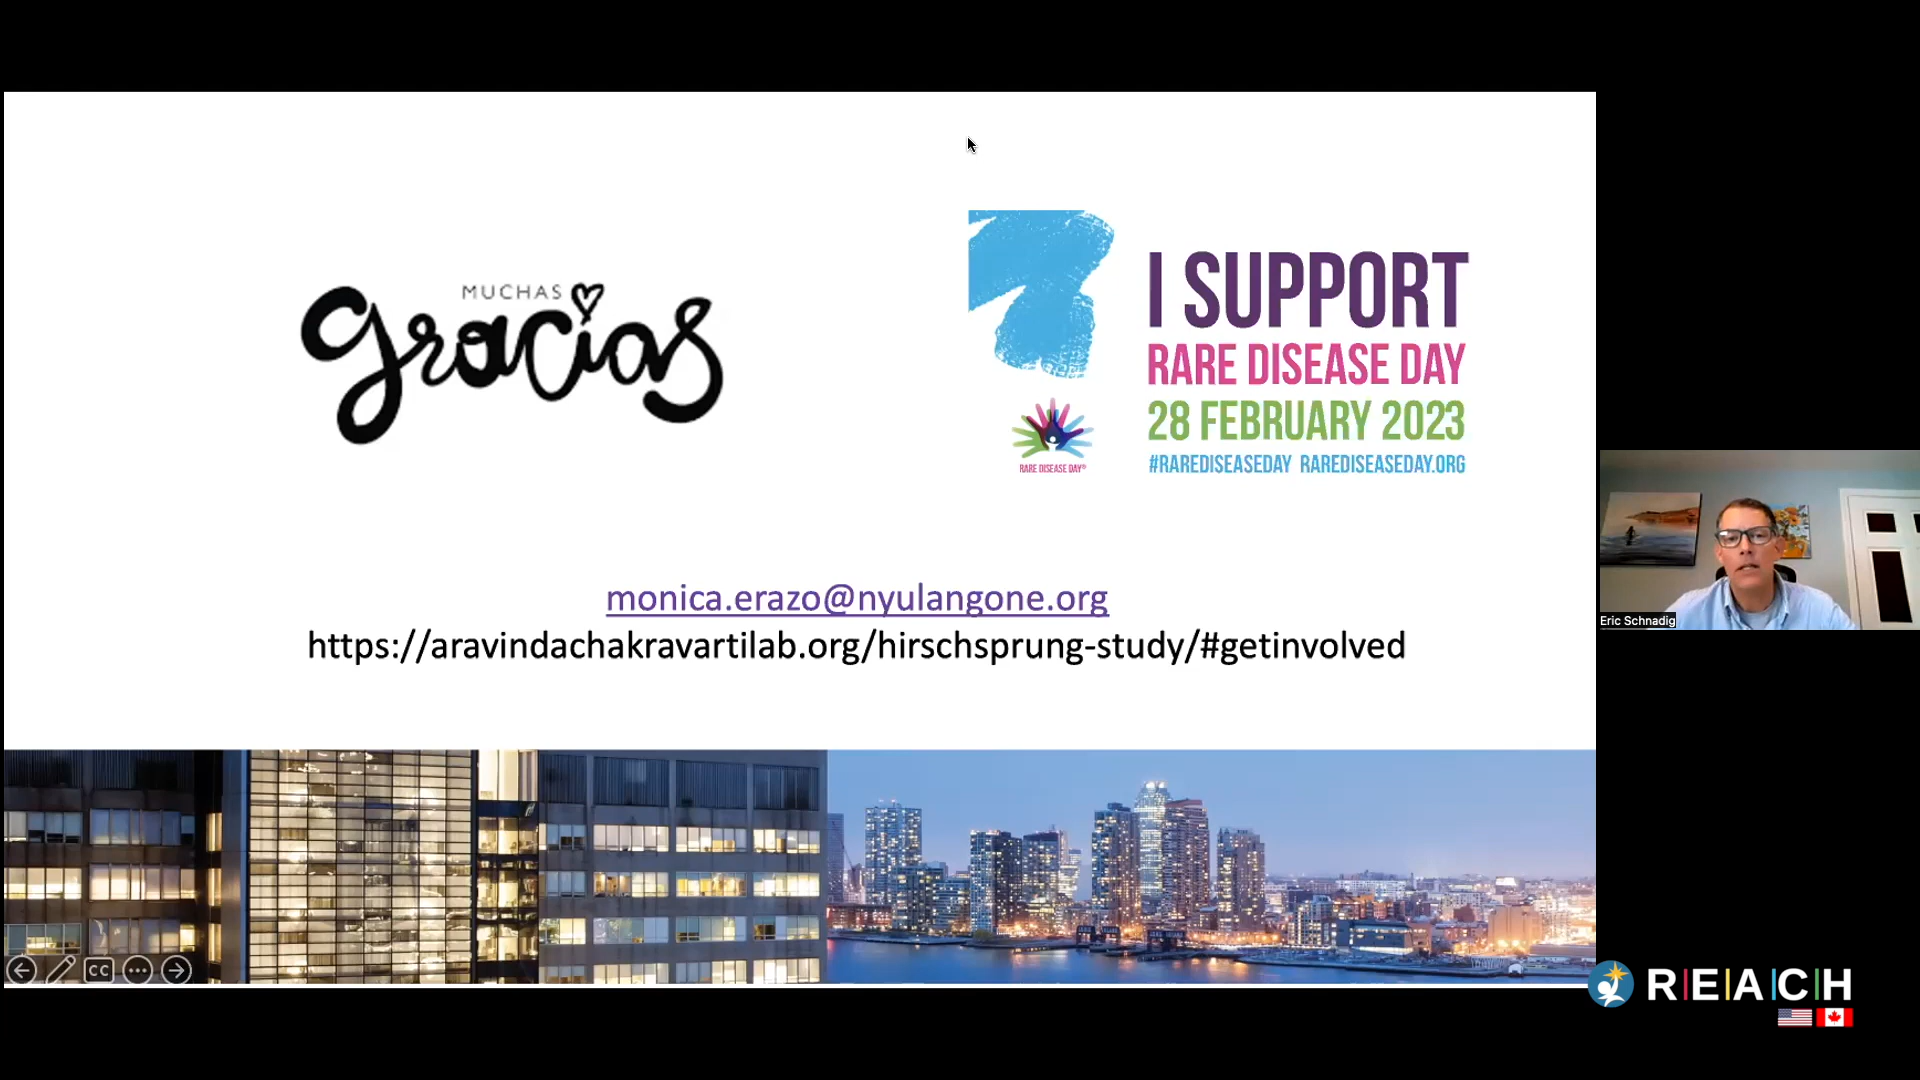 MUCHAS
gracias
I SUPPORT
RARE DISEASE DAY
28 FEBRUARY 2023
#RAREDISEASEDAY RAREDISEASEDAY.ORG
RARE DISEASE DAY®
monica.erazo@nyulangone.org
https://aravindachakravartilab.org/hirschsprung-study/#getinvolved
Eric Schnadig
CC
R|E|A|C|H